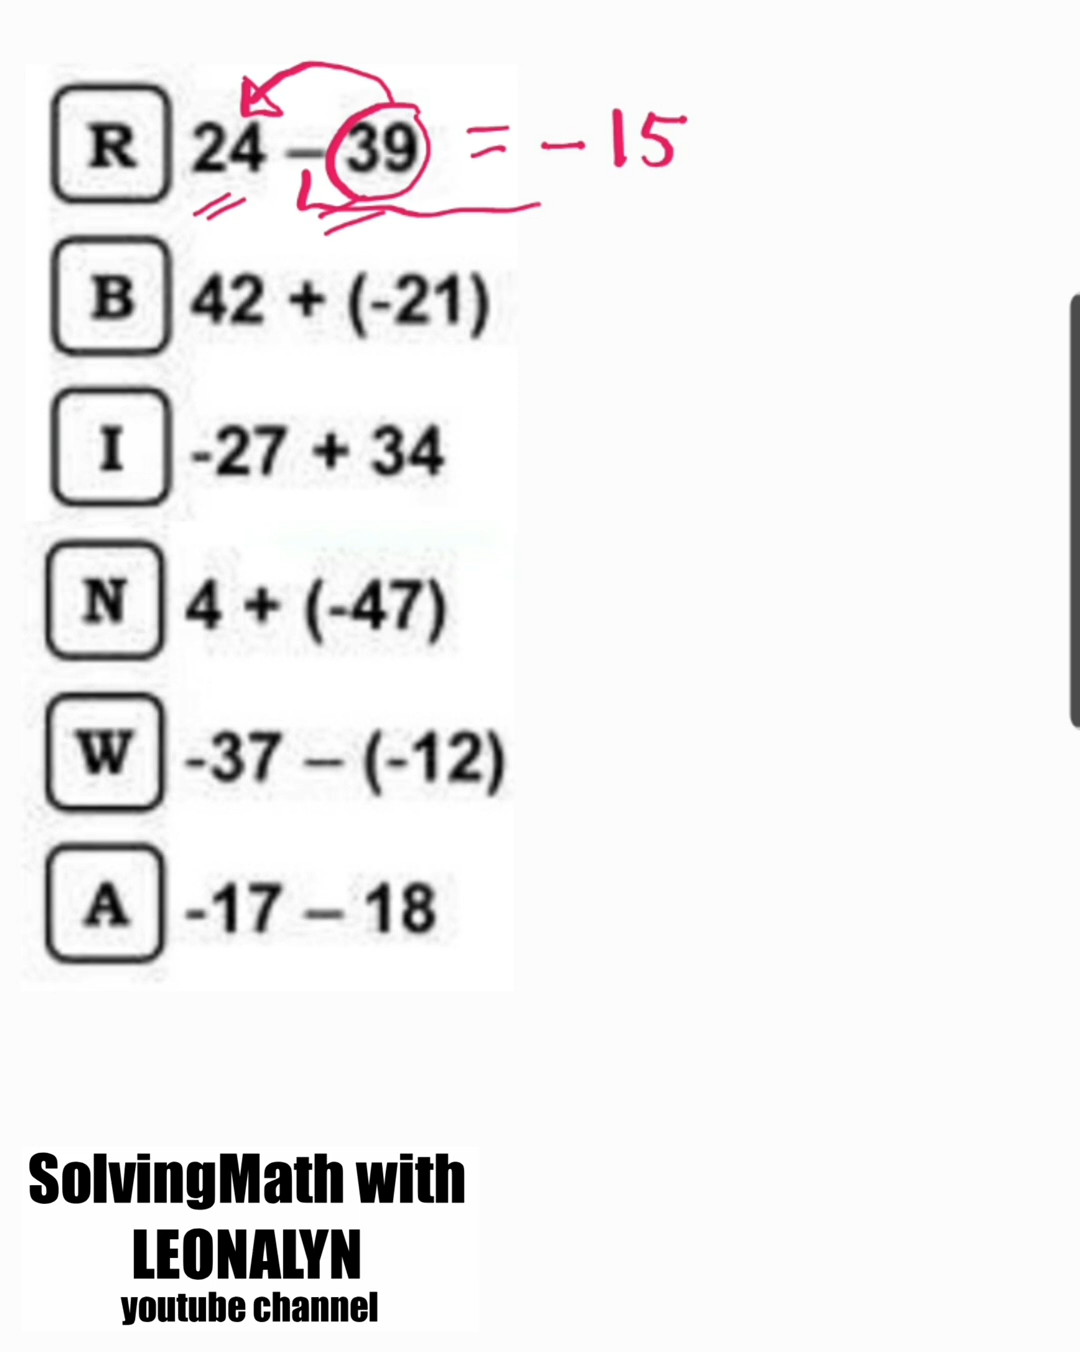 R 24 – 39 = - 15
B 42 + (-21)
I -27 + 34
N 4 + (-47)
W -37 – (-12)
A -17 – 18
SolvingMath with
LEONALYN
youtube channel